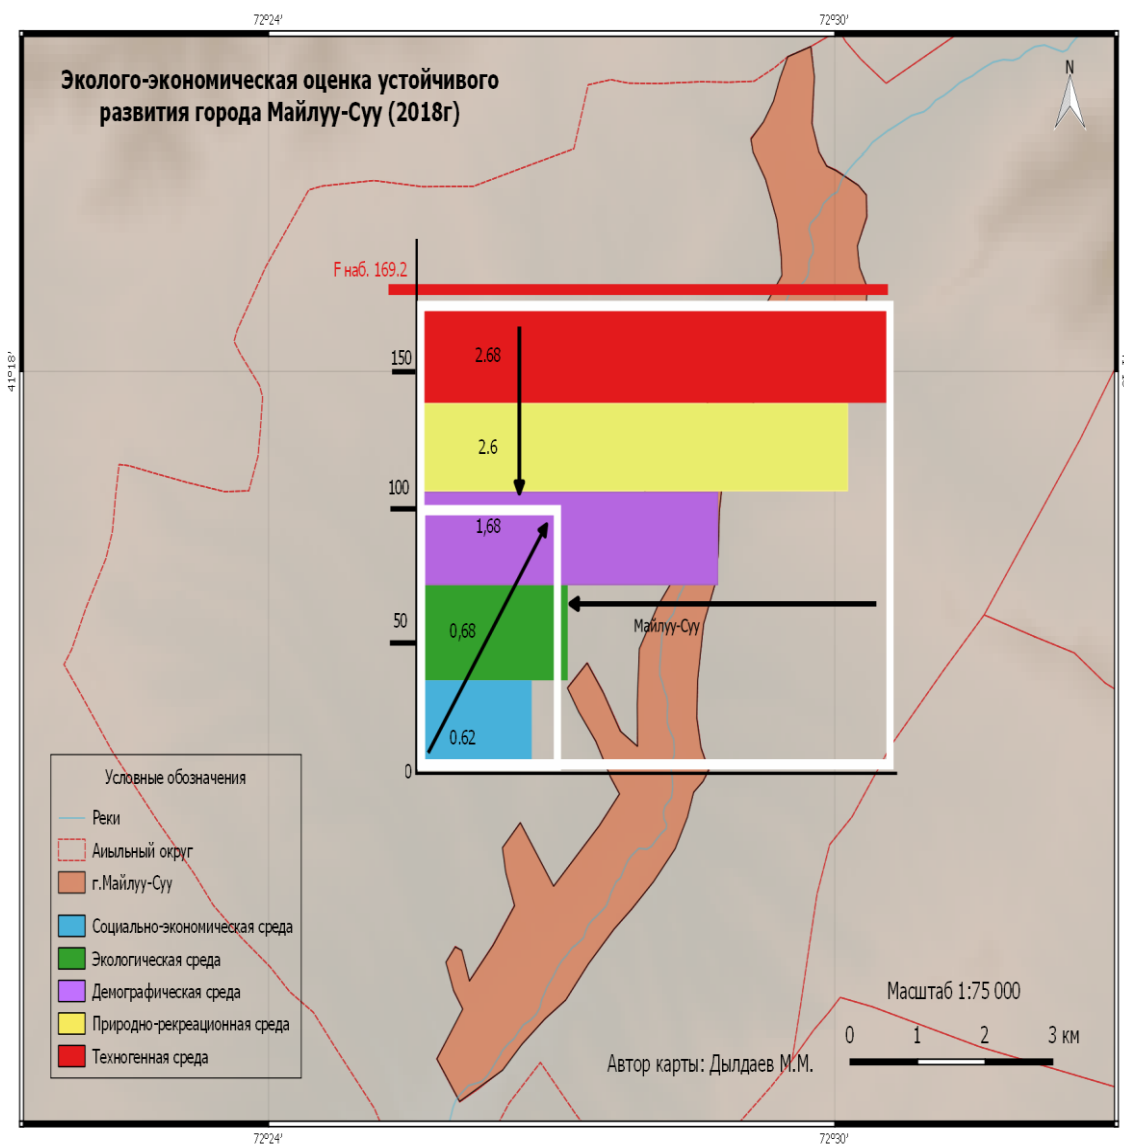 72°24'
72°30'
Эколого-экономическая оценка устойчивого
развития города Майлуу-Суу (2018г)
N
F наб. 169.2
41°18'
150
2.68
2.6
100
1,68
50
0,68
Майлуу-Суу
0.62
0
Условные обозначения
Реки
Аиыльный округ
г.Майлуу-Суу
Социально-экономическая среда
Экологическая среда
Демографическая среда
Природно-рекреационная среда
Техногенная среда
Масштаб 1:75 000
0 1 2 3 км
Автор карты: Дылдаев М.М.
72°24'
72°30'